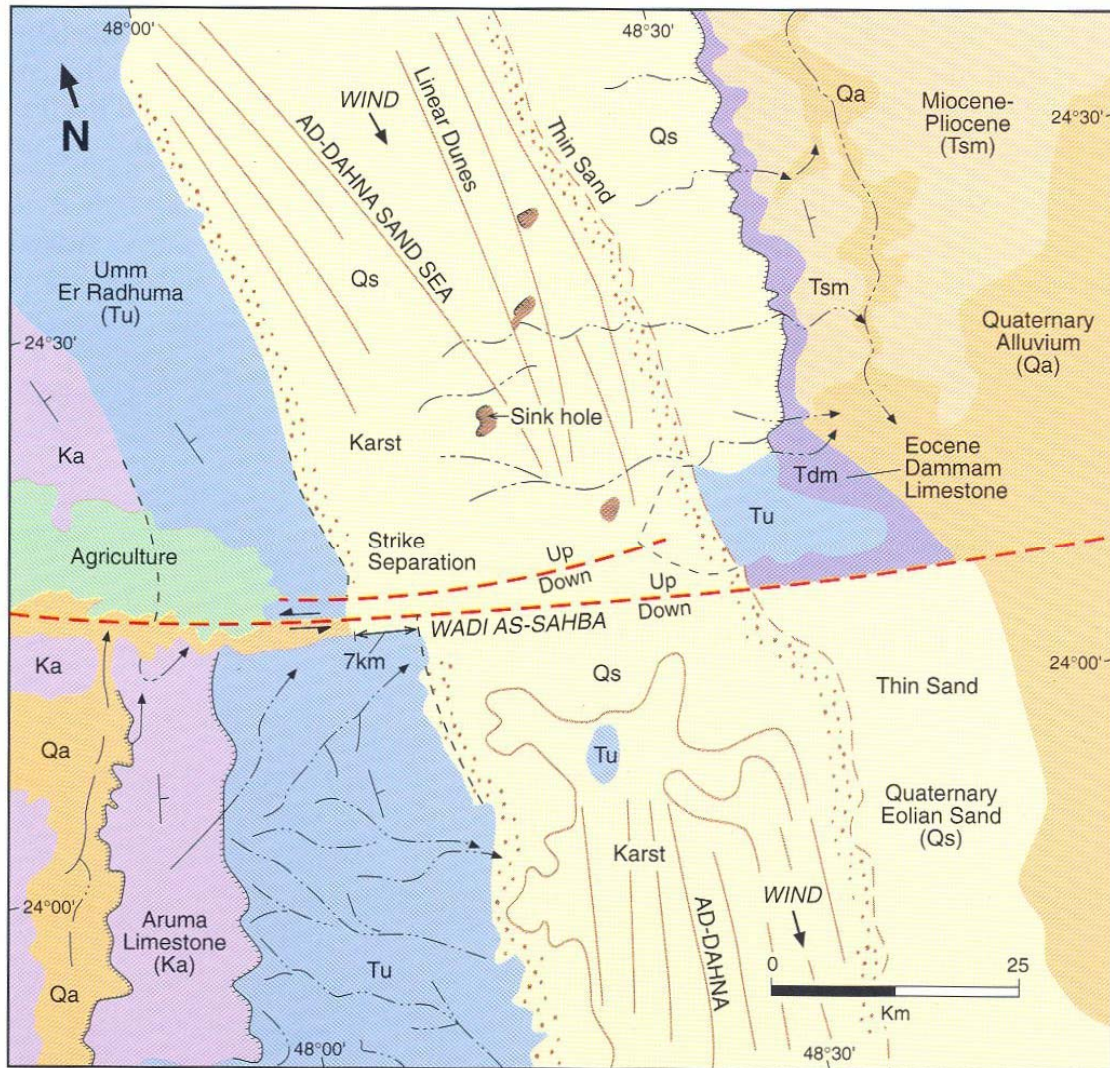 48°00'
48°30'
N
WIND
Linear Dunes
AD-DAHNA SAND SEA
Thin Sand
Qs
Qa
Miocene-
Pliocene
(Tsm)
24°30'
Umm
Er Radhuma
(Tu)
Qs
Tsm
Quaternary
Alluvium
(Qa)
24°30'
Ka
Karst
Sink hole
Tdm
Eocene
Dammam
Limestone
Tu
Agriculture
Strike
Separation
Up
Down
Up
Down
WADI AS-SAHBA
7km
24°00'
Ka
Qs
Thin Sand
Qa
Tu
Quaternary
Eolian Sand
(Qs)
Karst
WIND
24°00'
Aruma
Limestone
(Ka)
Tu
AD-DAHNA
0
25
Km
Qa
48°00'
48°30'